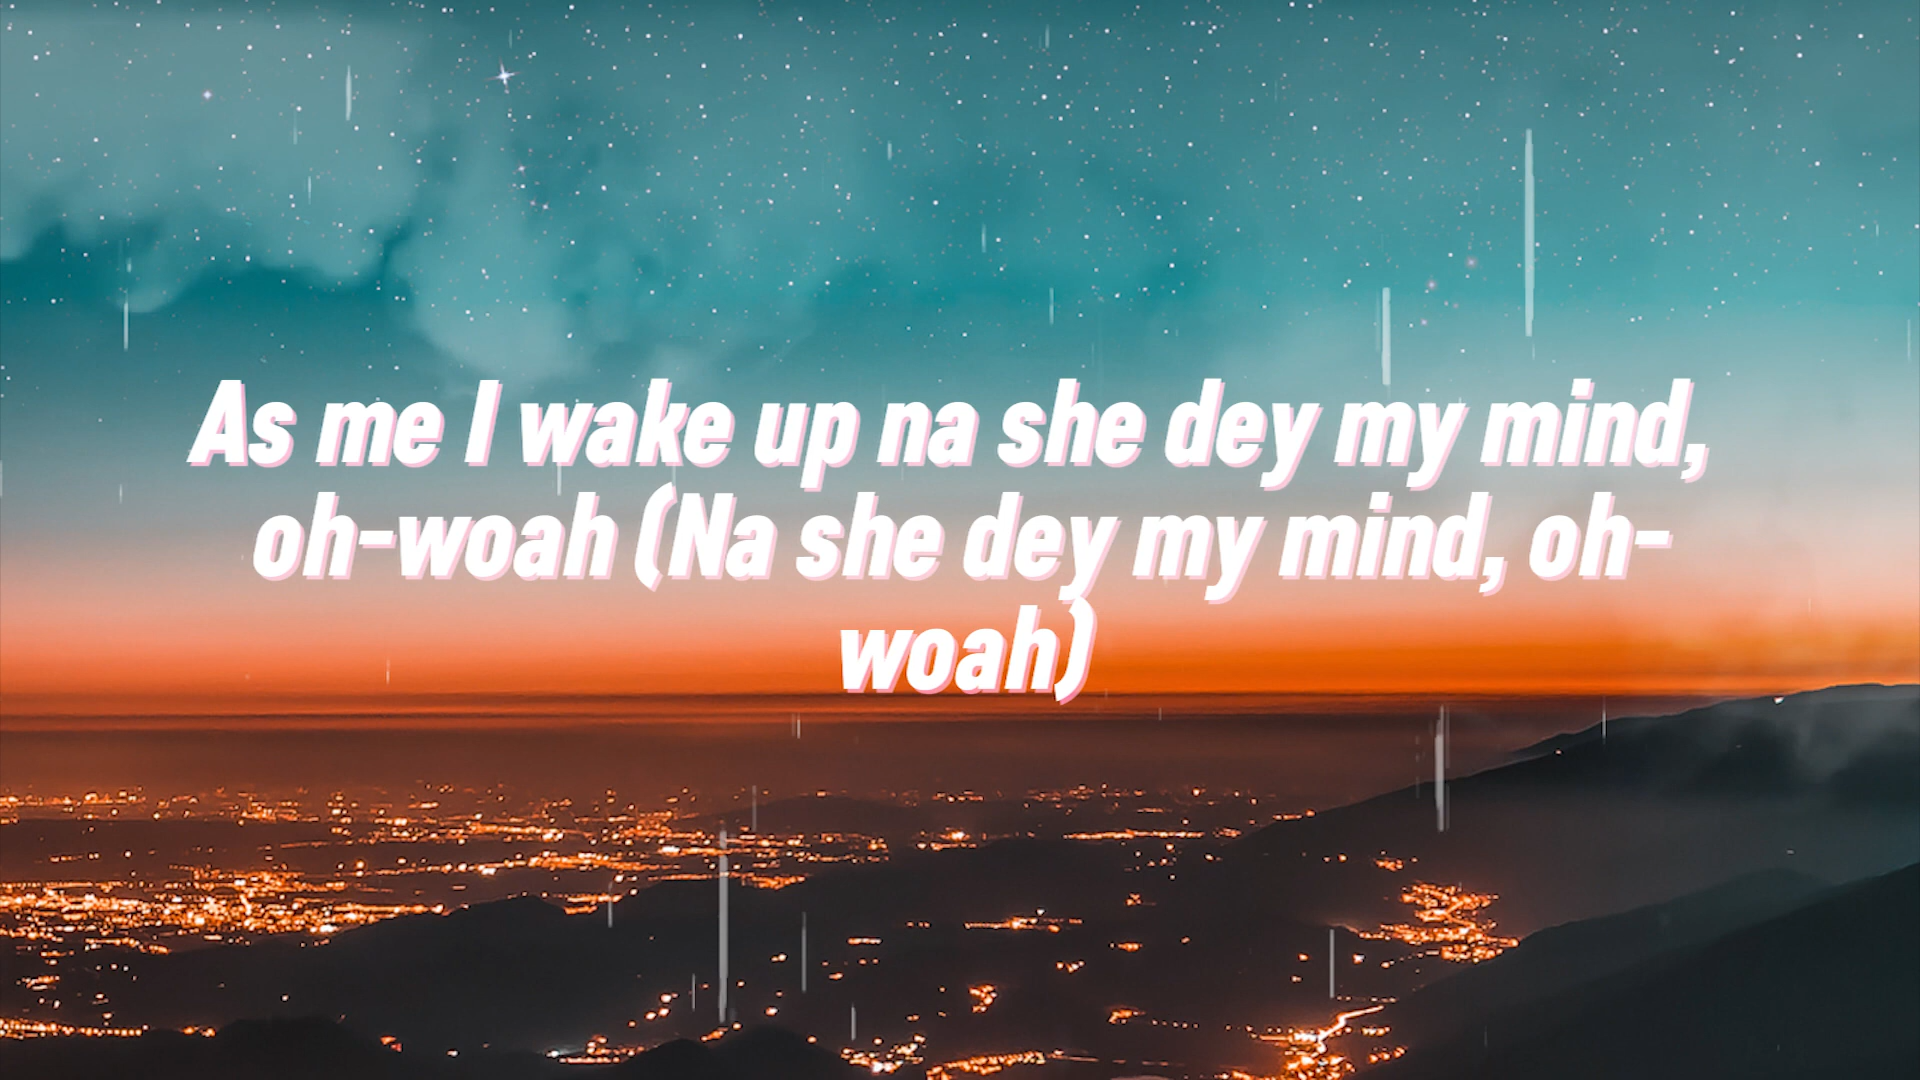 As me I wake up na she dey my mind,
oh-woah (Na she dey my mind, oh-
woah)